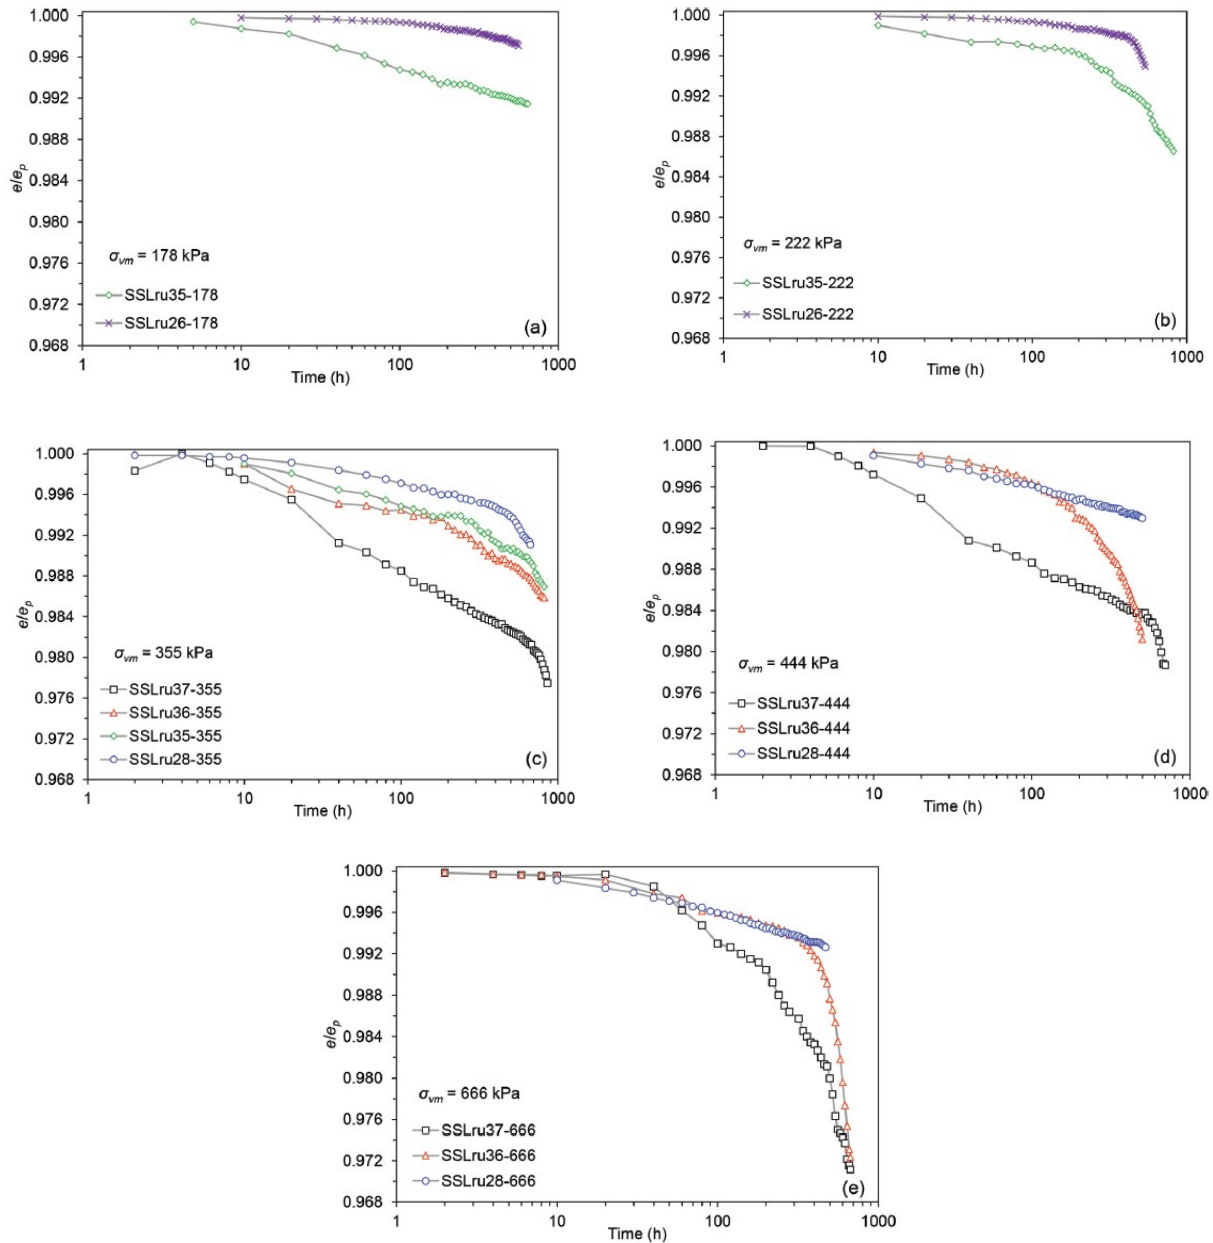 1.000
0.996
0.992
0.988
0.984
0.980
0.976
0.972
0.968
e/eₚ
σᵥₘ = 178 kPa
SSLru35-178
SSLru26-178
(a)
1 10 100 1000
Time (h)
1.000
0.996
0.992
0.988
0.984
0.980
0.976
0.972
0.968
e/eₚ
σᵥₘ = 222 kPa
SSLru35-222
SSLru26-222
(b)
1 10 100 1000
Time (h)
1.000
0.996
0.992
0.988
0.984
0.980
0.976
0.972
0.968
e/eₚ
σᵥₘ = 355 kPa
SSLru37-355
SSLru36-355
SSLru35-355
SSLru28-355
(c)
1 10 100 1000
Time (h)
1.000
0.996
0.992
0.988
0.984
0.980
0.976
0.972
0.968
e/eₚ
σᵥₘ = 444 kPa
SSLru37-444
SSLru36-444
SSLru28-444
(d)
1 10 100 1000
Time (h)
1.000
0.996
0.992
0.988
0.984
0.980
0.976
0.972
0.968
e/eₚ
σᵥₘ = 666 kPa
SSLru37-666
SSLru36-666
SSLru28-666
(e)
1 10 100 1000
Time (h)